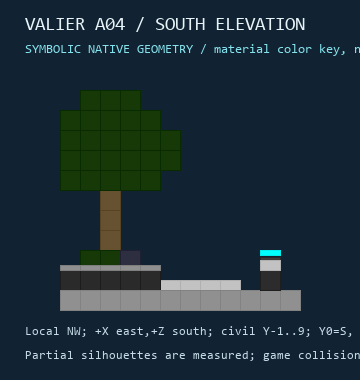 VALIER A04 / SOUTH ELEVATION
SYMBOLIC NATIVE GEOMETRY / material color key, n
Local NW; +X east,+Z south; civil Y-1..9; Y0=S,
Partial silhouettes are measured; game collision